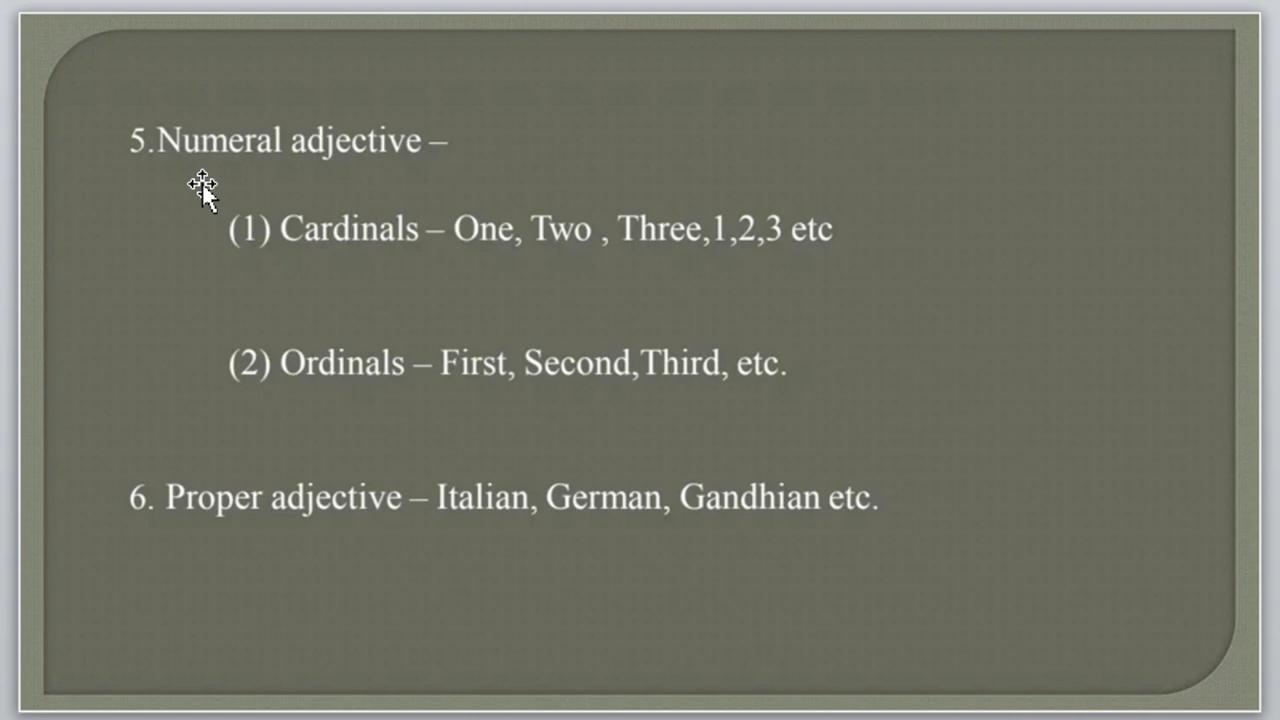 5.Numeral adjective –
(1) Cardinals – One, Two , Three,1,2,3 etc
(2) Ordinals – First, Second,Third, etc.
6. Proper adjective – Italian, German, Gandhian etc.